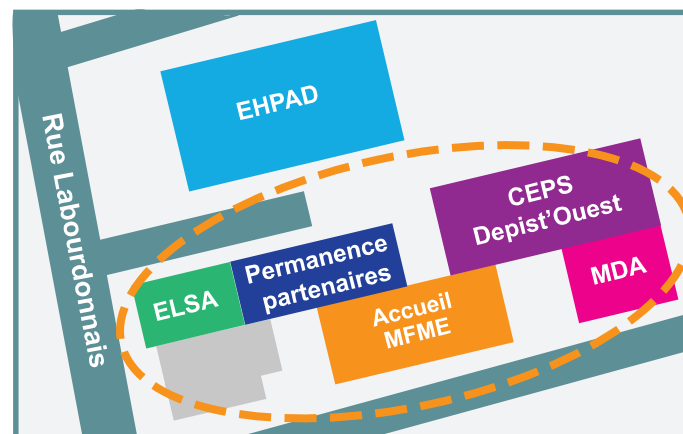 Rue Labourdonnais
EHPAD
CEPS
Depist'Ouest
MDA
Permanence
partenaires
ELSA
Accueil
MFME